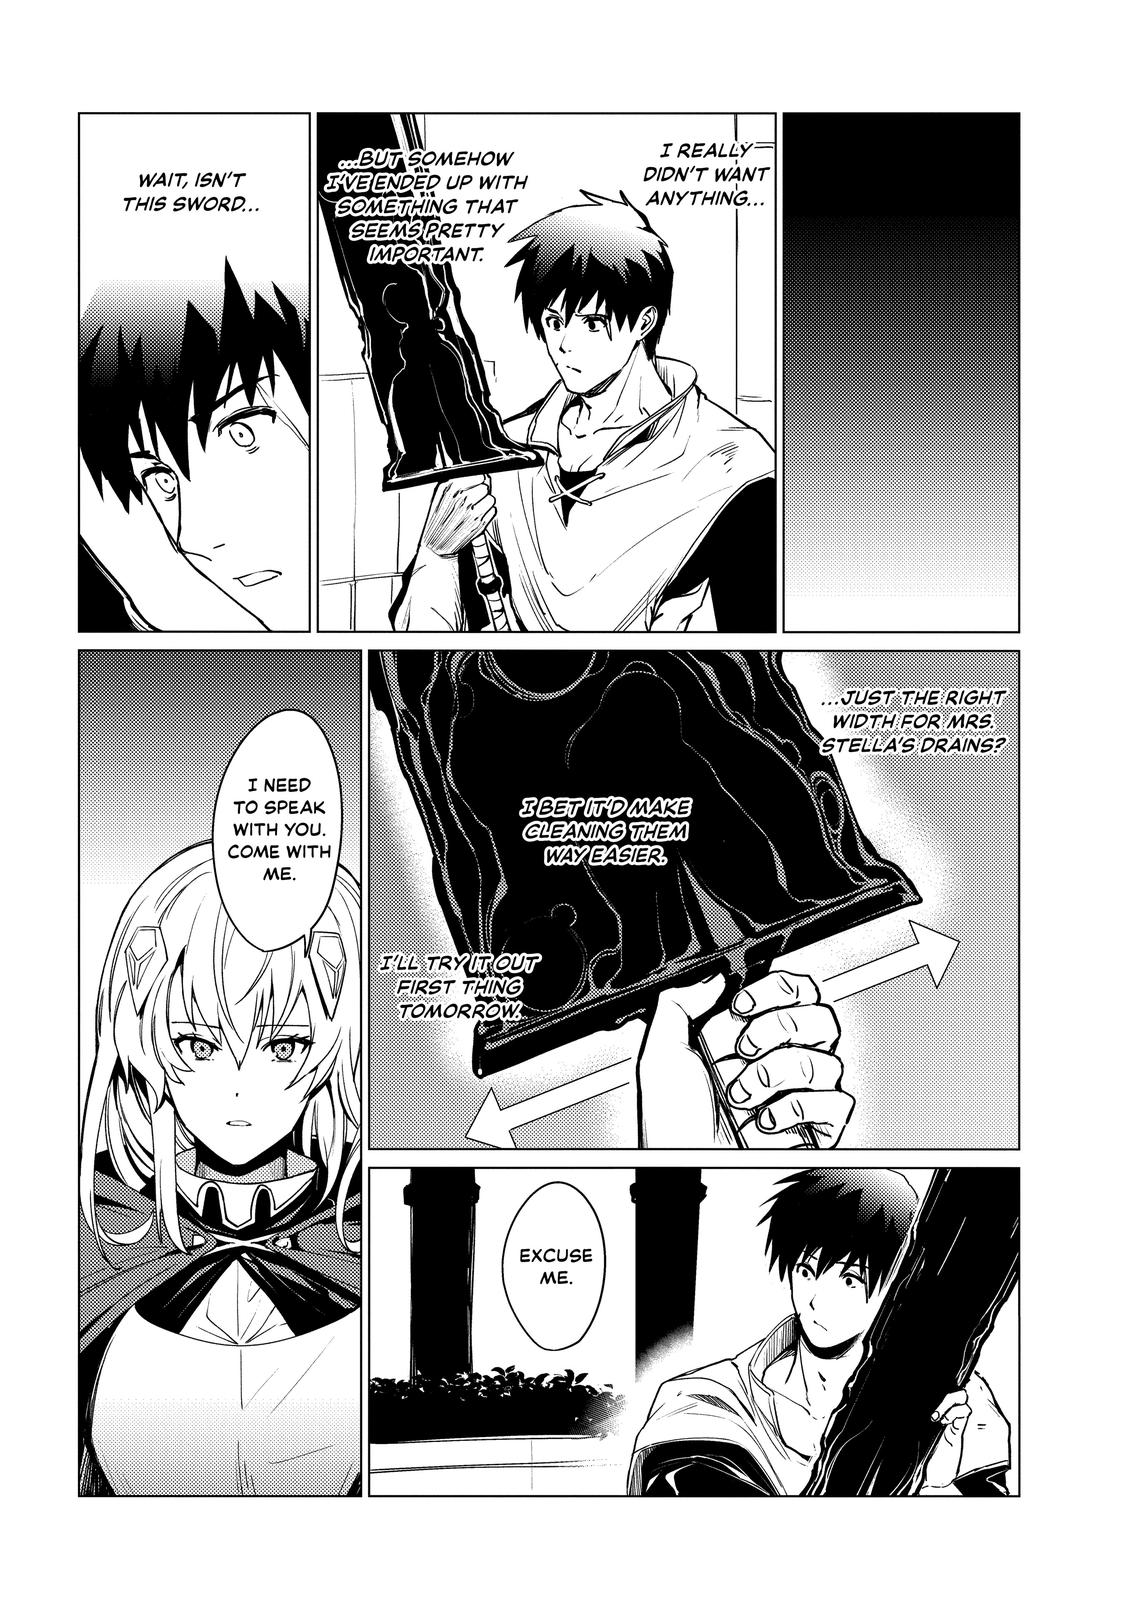 I REALLY
DIDN'T WANT
ANYTHING...
...BUT SOMEHOW
I'VE ENDED UP WITH
SOMETHING THAT
SEEMS PRETTY
IMPORTANT.
WAIT, ISN'T
THIS SWORD...
...JUST THE RIGHT
WIDTH FOR MRS.
STELLA'S DRAINS?
I BET IT'D MAKE
CLEANING THEM
WAY EASIER.
I'LL TRY IT OUT
FIRST THING
TOMORROW.
EXCUSE
ME.
I NEED
TO SPEAK
WITH YOU.
COME WITH
ME.